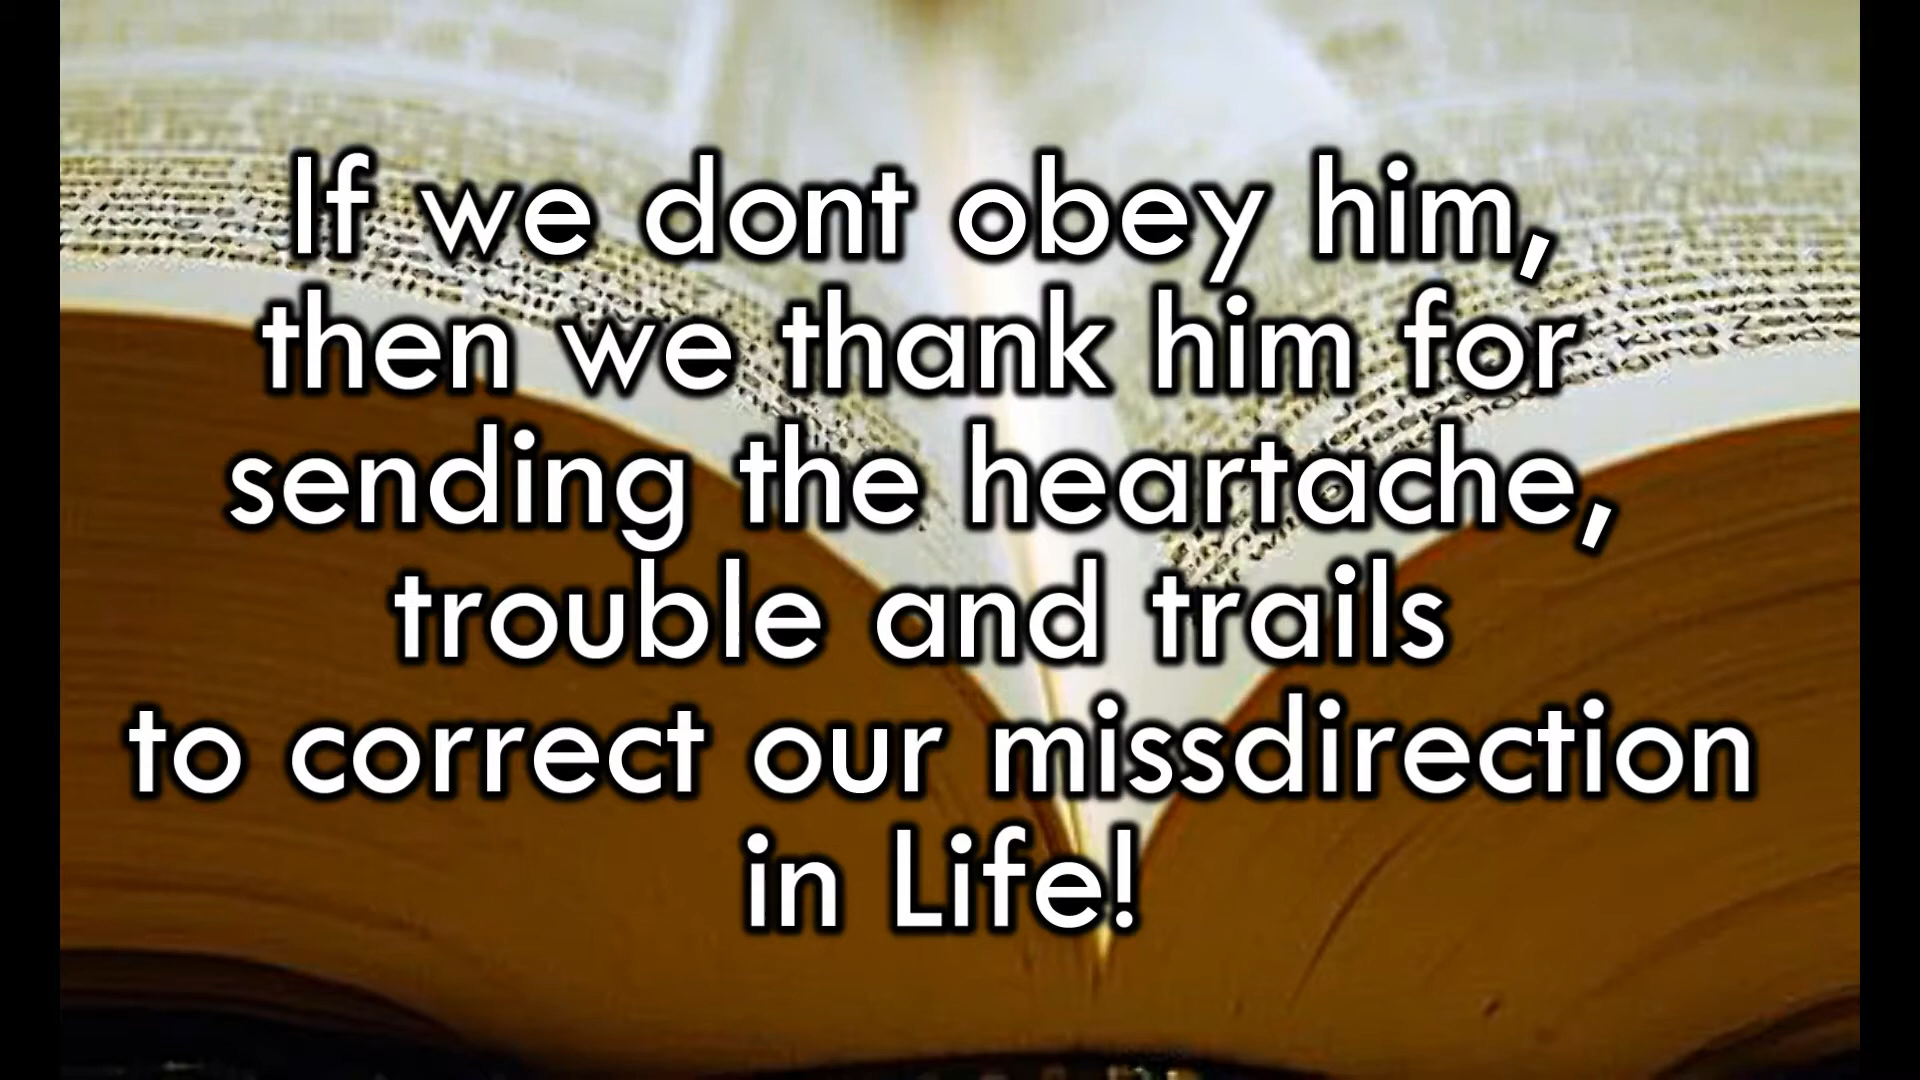 If we dont obey him,
then we thank him for
sending the heartache,
trouble and trails
to correct our missdirection
in Life!